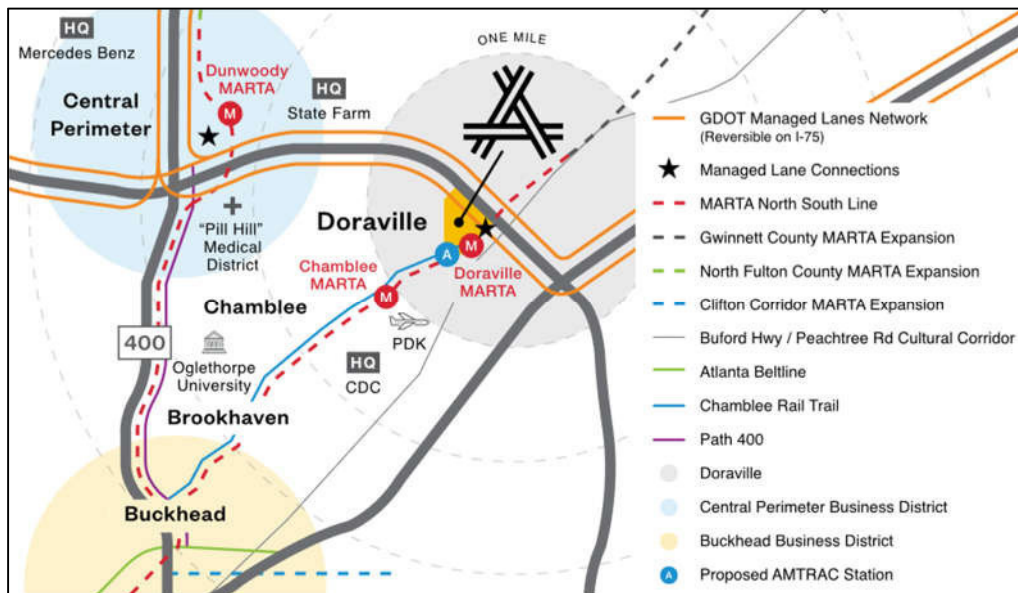 HQ
Mercedes Benz
Dunwoody
MARTA
Central
Perimeter
HQ
State Farm
ONE MILE
"Pill Hill"
Medical
District
Doraville
Chamblee
MARTA
A
M
M
M
Doraville
MARTA
Chamblee
400
Oglethorpe
University
PDK
HQ
CDC
Brookhaven
Buckhead
GDOT Managed Lanes Network
(Reversible on I-75)
Managed Lane Connections
MARTA North South Line
Gwinnett County MARTA Expansion
North Fulton County MARTA Expansion
Clifton Corridor MARTA Expansion
Buford Hwy / Peachtree Rd Cultural Corridor
Atlanta Beltline
Chamblee Rail Trail
Path 400
Doraville
Central Perimeter Business District
Buckhead Business District
A Proposed AMTRAC Station